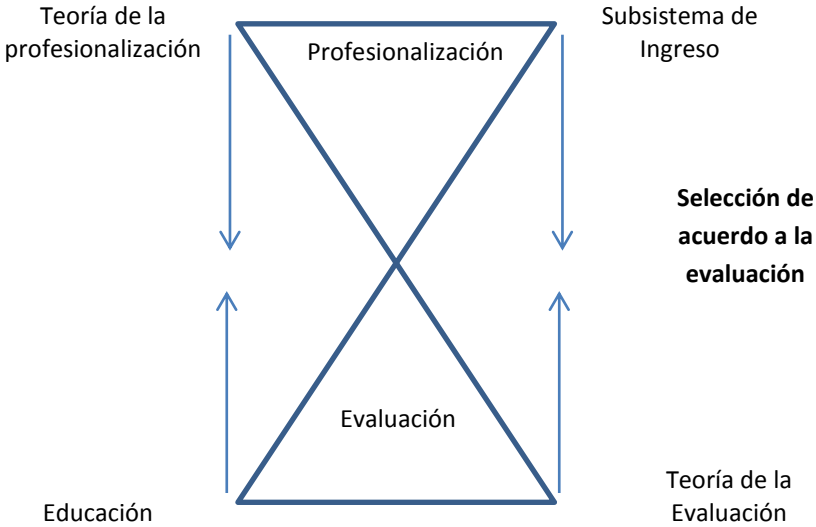 Teoría de la
profesionalización
Profesionalización
Subsistema de
Ingreso
Selección de
acuerdo a la
evaluación
Evaluación
Educación
Teoría de la
Evaluación